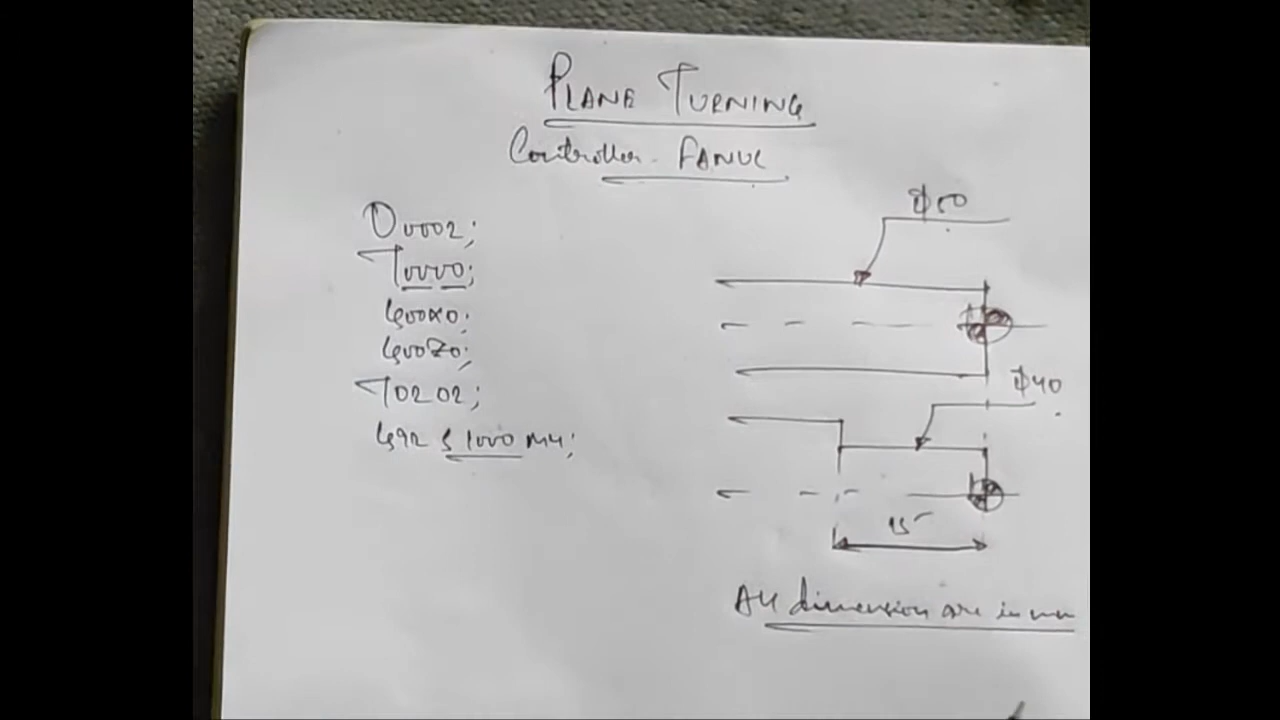 PLANE TURNING
Controller - FANUC
O0002;
T0000;
G00X0;
G00Z0;
T0202;
G92 S1000 M4;
Φ50
Φ40
15
All dimension are in mm